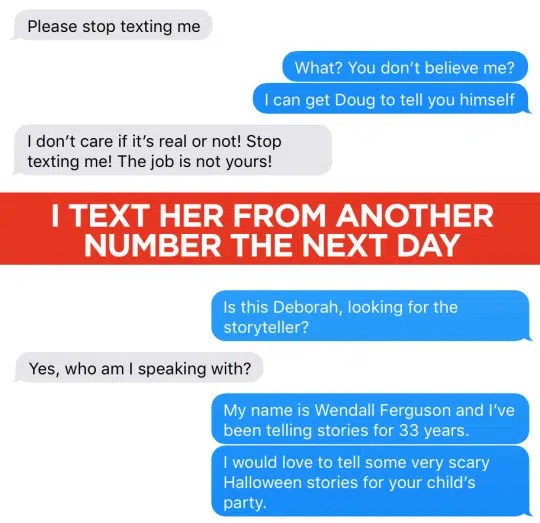 Please stop texting me
What? You don’t believe me?
I can get Doug to tell you himself
I don’t care if it’s real or not! Stop
texting me! The job is not yours!
I TEXT HER FROM ANOTHER
NUMBER THE NEXT DAY
Is this Deborah, looking for the
storyteller?
Yes, who am I speaking with?
My name is Wendall Ferguson and I’ve
been telling stories for 33 years.
I would love to tell some very scary
Halloween stories for your child’s
party.